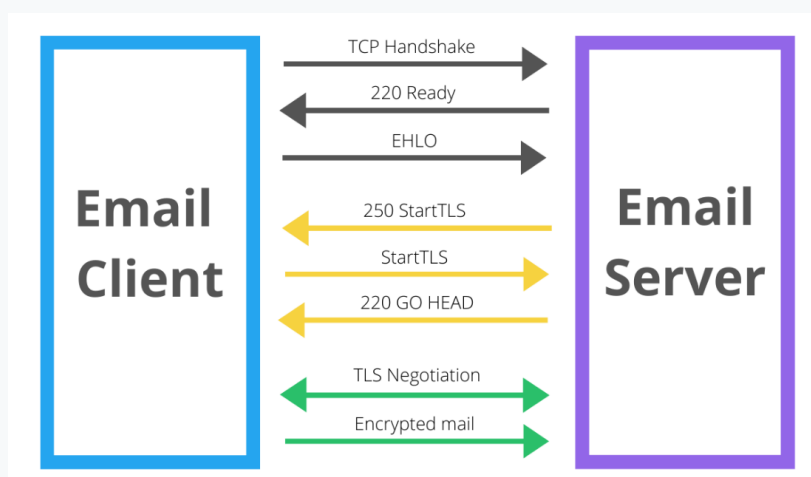 TCP Handshake
220 Ready
EHLO
250 StartTLS
StartTLS
220 GO HEAD
TLS Negotiation
Encrypted mail
Email
Client
Email
Server